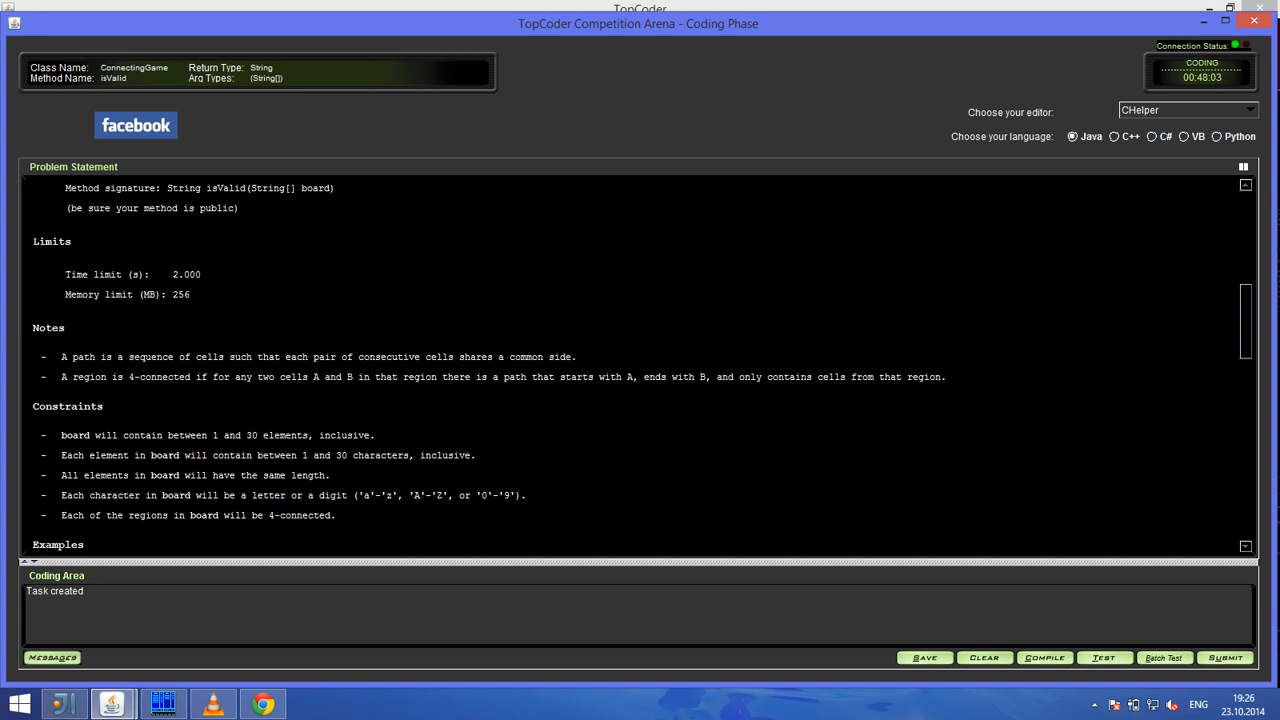 TopCoder
TopCoder Competition Arena - Coding Phase
Connection Status:
Class Name: ConnectingGame Return Type: String
Method Name: isValid Arg Types: (String[])
CODING
00:48:03
facebook
Choose your editor: CHelper
Choose your language: Java C++ C# VB Python
Problem Statement
Method signature: String isValid(String[] board)
(be sure your method is public)
Limits
Time limit (s): 2.000
Memory limit (MB): 256
Notes
- A path is a sequence of cells such that each pair of consecutive cells shares a common side.
- A region is 4-connected if for any two cells A and B in that region there is a path that starts with A, ends with B, and only contains cells from that region.
Constraints
- board will contain between 1 and 30 elements, inclusive.
- Each element in board will contain between 1 and 30 characters, inclusive.
- All elements in board will have the same length.
- Each character in board will be a letter or a digit ('a'-'z', 'A'-'Z', or '0'-'9').
- Each of the regions in board will be 4-connected.
Examples
Coding Area
Task created
MESSAGES SAVE CLEAR COMPILE TEST Batch Test SUBMIT
ENG
19:26
23.10.2014